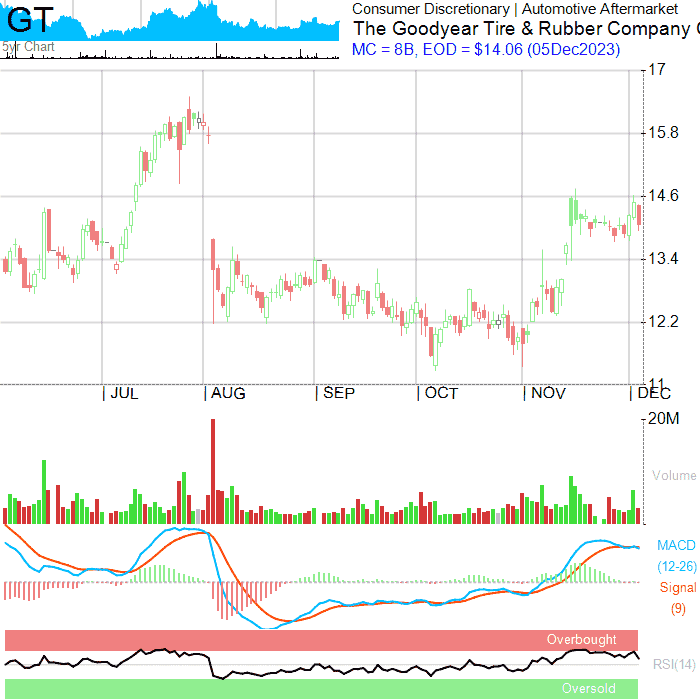 GT
5yr Chart
Consumer Discretionary | Automotive Aftermarket
The Goodyear Tire & Rubber Company
MC = 8B, EOD = $14.06 (05Dec2023)
17
15.8
14.6
13.4
12.2
11
| JUL | AUG | SEP | OCT | NOV | DEC
20M
Volume
MACD
(12-26)
Signal
(9)
Overbought
RSI(14)
Oversold